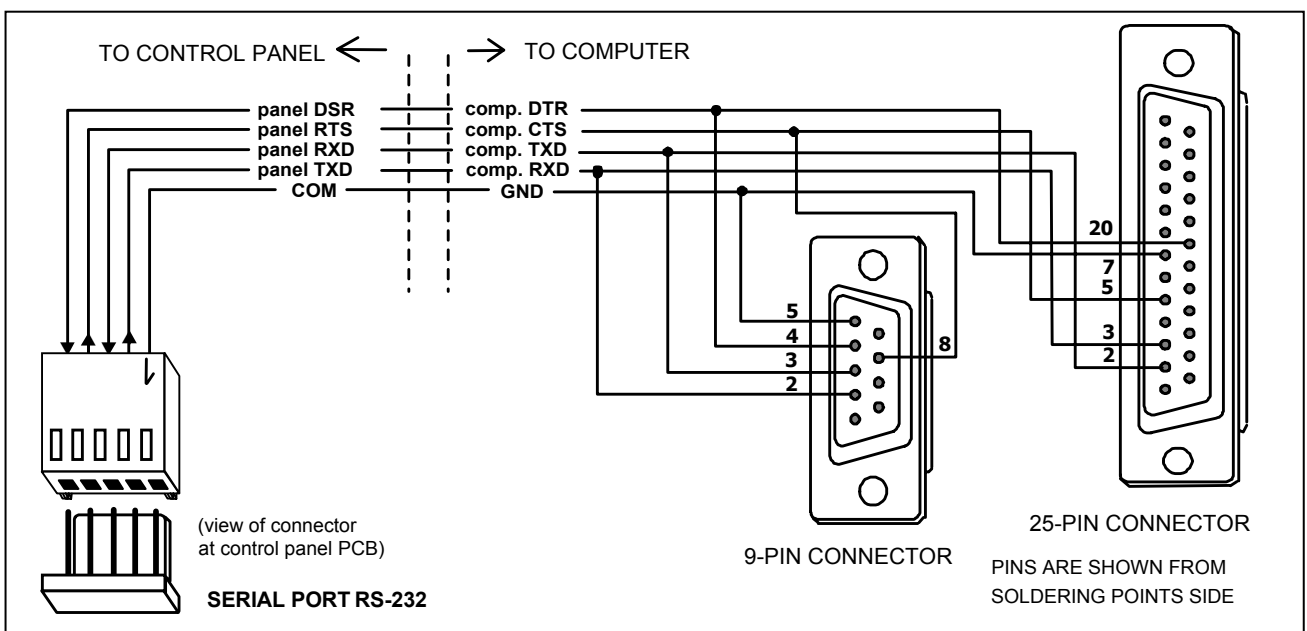 TO CONTROL PANEL
TO COMPUTER
panel DSR comp. DTR
panel RTS comp. CTS
panel RXD comp. TXD
panel TXD comp. RXD
COM GND
20
7
5
3
2
5
4
3
2
8
(view of connector
at control panel PCB)
SERIAL PORT RS-232
9-PIN CONNECTOR
25-PIN CONNECTOR
PINS ARE SHOWN FROM
SOLDERING POINTS SIDE